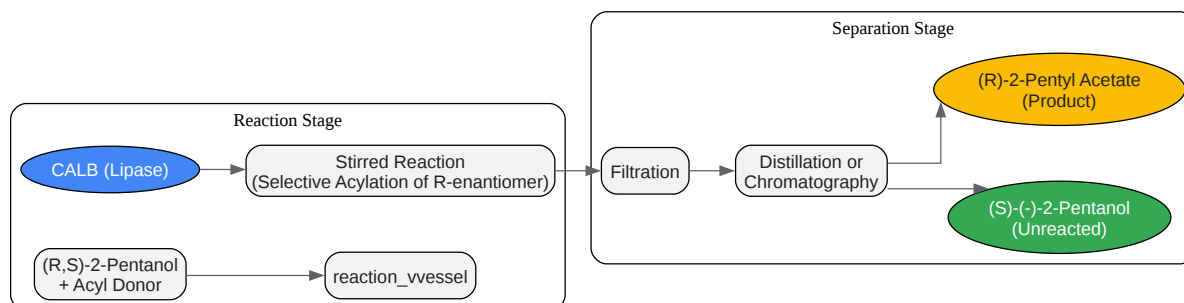 Reaction Stage
CALB (Lipase)
Stirred Reaction
(Selective Acylation of R-enantiomer)
(R,S)-2-Pentanol
+ Acyl Donor
reaction_vvessel
Separation Stage
Filtration
Distillation or
Chromatography
(R)-2-Pentyl Acetate
(Product)
(S)-(-)-2-Pentanol
(Unreacted)